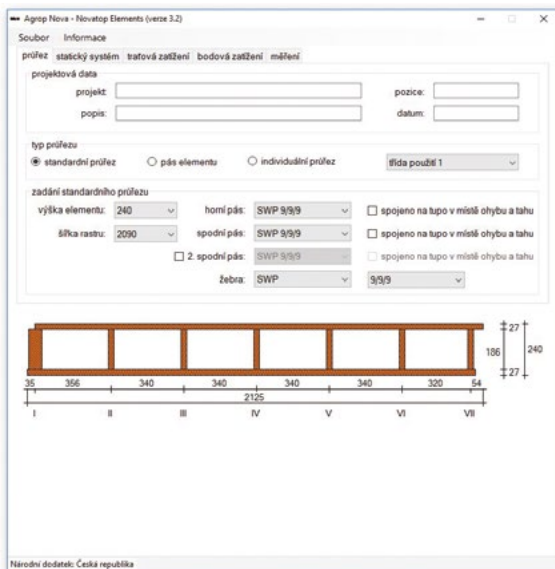 Agrop Nova - Novatop Elements (verze 3.2)
Soubor Informace
průřez statický systém traťová zatížení bodová zatížení měření
projektová data
projekt: pozice:
popis: datum:
typ průřezu
standardní průřez pás elementu individuální průřez třída použití 1
zadání standardního průřezu
výška elementu: 240 horní pás: SWP 9/9/9 spojeno na tupo v místě ohybu a tahu
šířka rastru: 2090 spodní pás: SWP 9/9/9 spojeno na tupo v místě ohybu a tahu
2. spodní pás: SWP 9/9/9 spojeno na tupo v místě ohybu a tahu
žebra: SWP 9/9/9
27
186 240
27
35 356 340 340 340 340 320 54
2125
I II III IV V VI VII
Národní dodatek: Česká republika